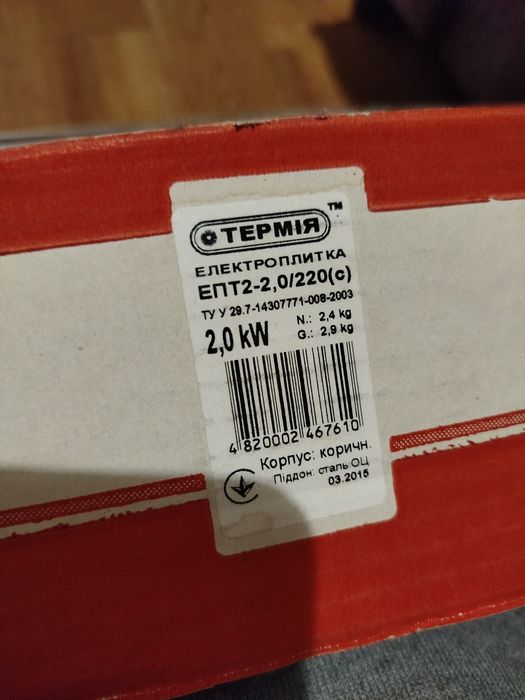 ТЕРМІЯ™
ЕЛЕКТРОПЛИТКА
ЕПТ2-2,0/220(с)
ТУ У 29.7-14307771-008-2003
2,0 kW
N.: 2,4 kg
G.: 2,9 kg
4 820002 467610
Корпус: коричн.
Піддон: сталь ОЦ
03.2015